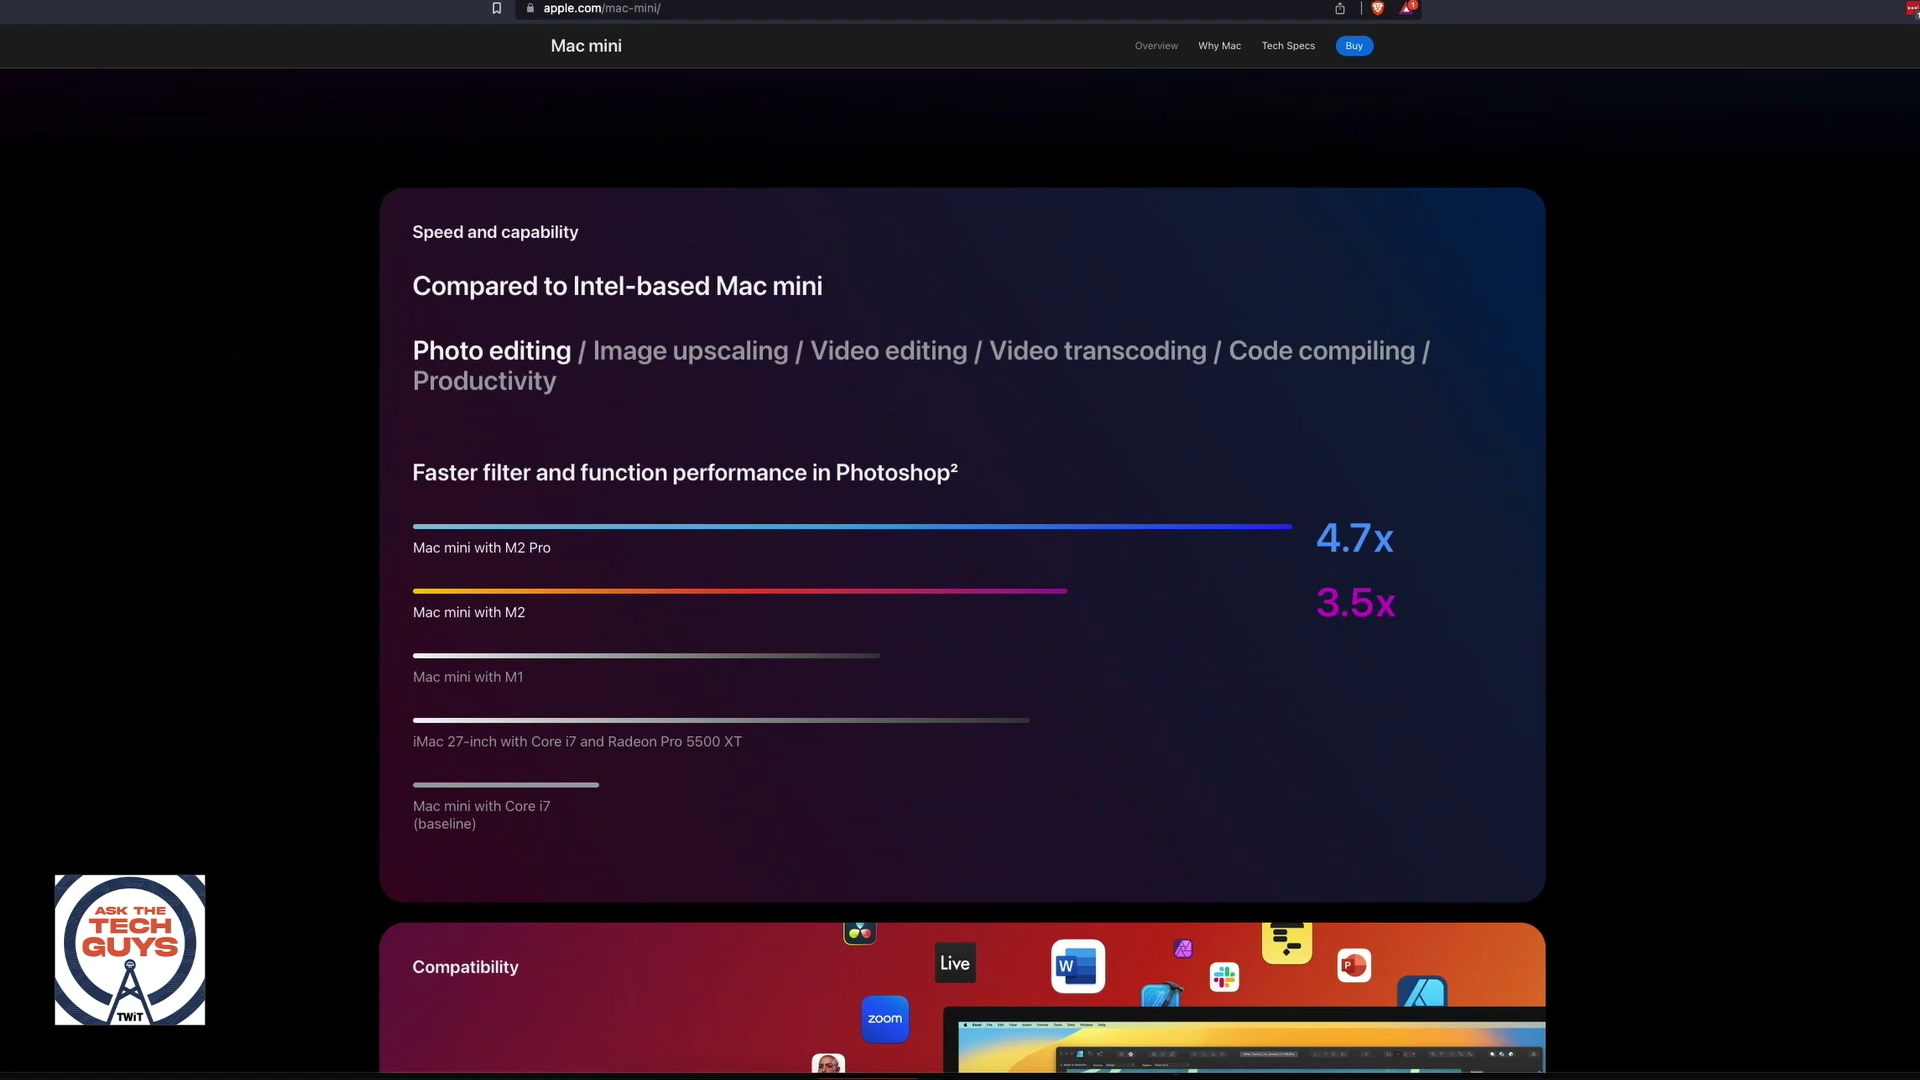 apple.com/mac-mini/
1
Mac mini
Overview
Why Mac
Tech Specs
Buy
Speed and capability
Compared to Intel-based Mac mini
Photo editing / Image upscaling / Video editing / Video transcoding / Code compiling /
Productivity
Faster filter and function performance in Photoshop²
4.7x
Mac mini with M2 Pro
3.5x
Mac mini with M2
Mac mini with M1
iMac 27-inch with Core i7 and Radeon Pro 5500 XT
Mac mini with Core i7
(baseline)
ASK THE
TECH
GUYS
TWiT
Compatibility
Live
W
P
zoom